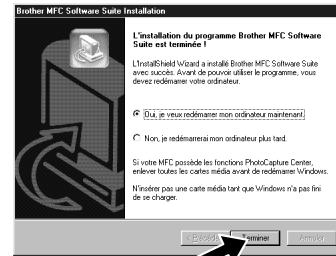 Brother MFC Software Suite Installation
L'installation du programme Brother MFC Software
Suite est terminée !
L'InstallShield Wizard a installé Brother MFC Software Suite
avec succès. Avant de pouvoir utiliser le programme, vous
devez redémarrer votre ordinateur.
Oui, je veux redémarrer mon ordinateur maintenant.
Non, je redémarrerai mon ordinateur plus tard.
Si votre MFC possède les fonctions PhotoCapture Center,
enlever toutes les cartes média avant de redémarrer Windows.
N'insérer pas une carte média tant que Windows n'a pas fini
de se charger.
< Précédent Terminer Annuler